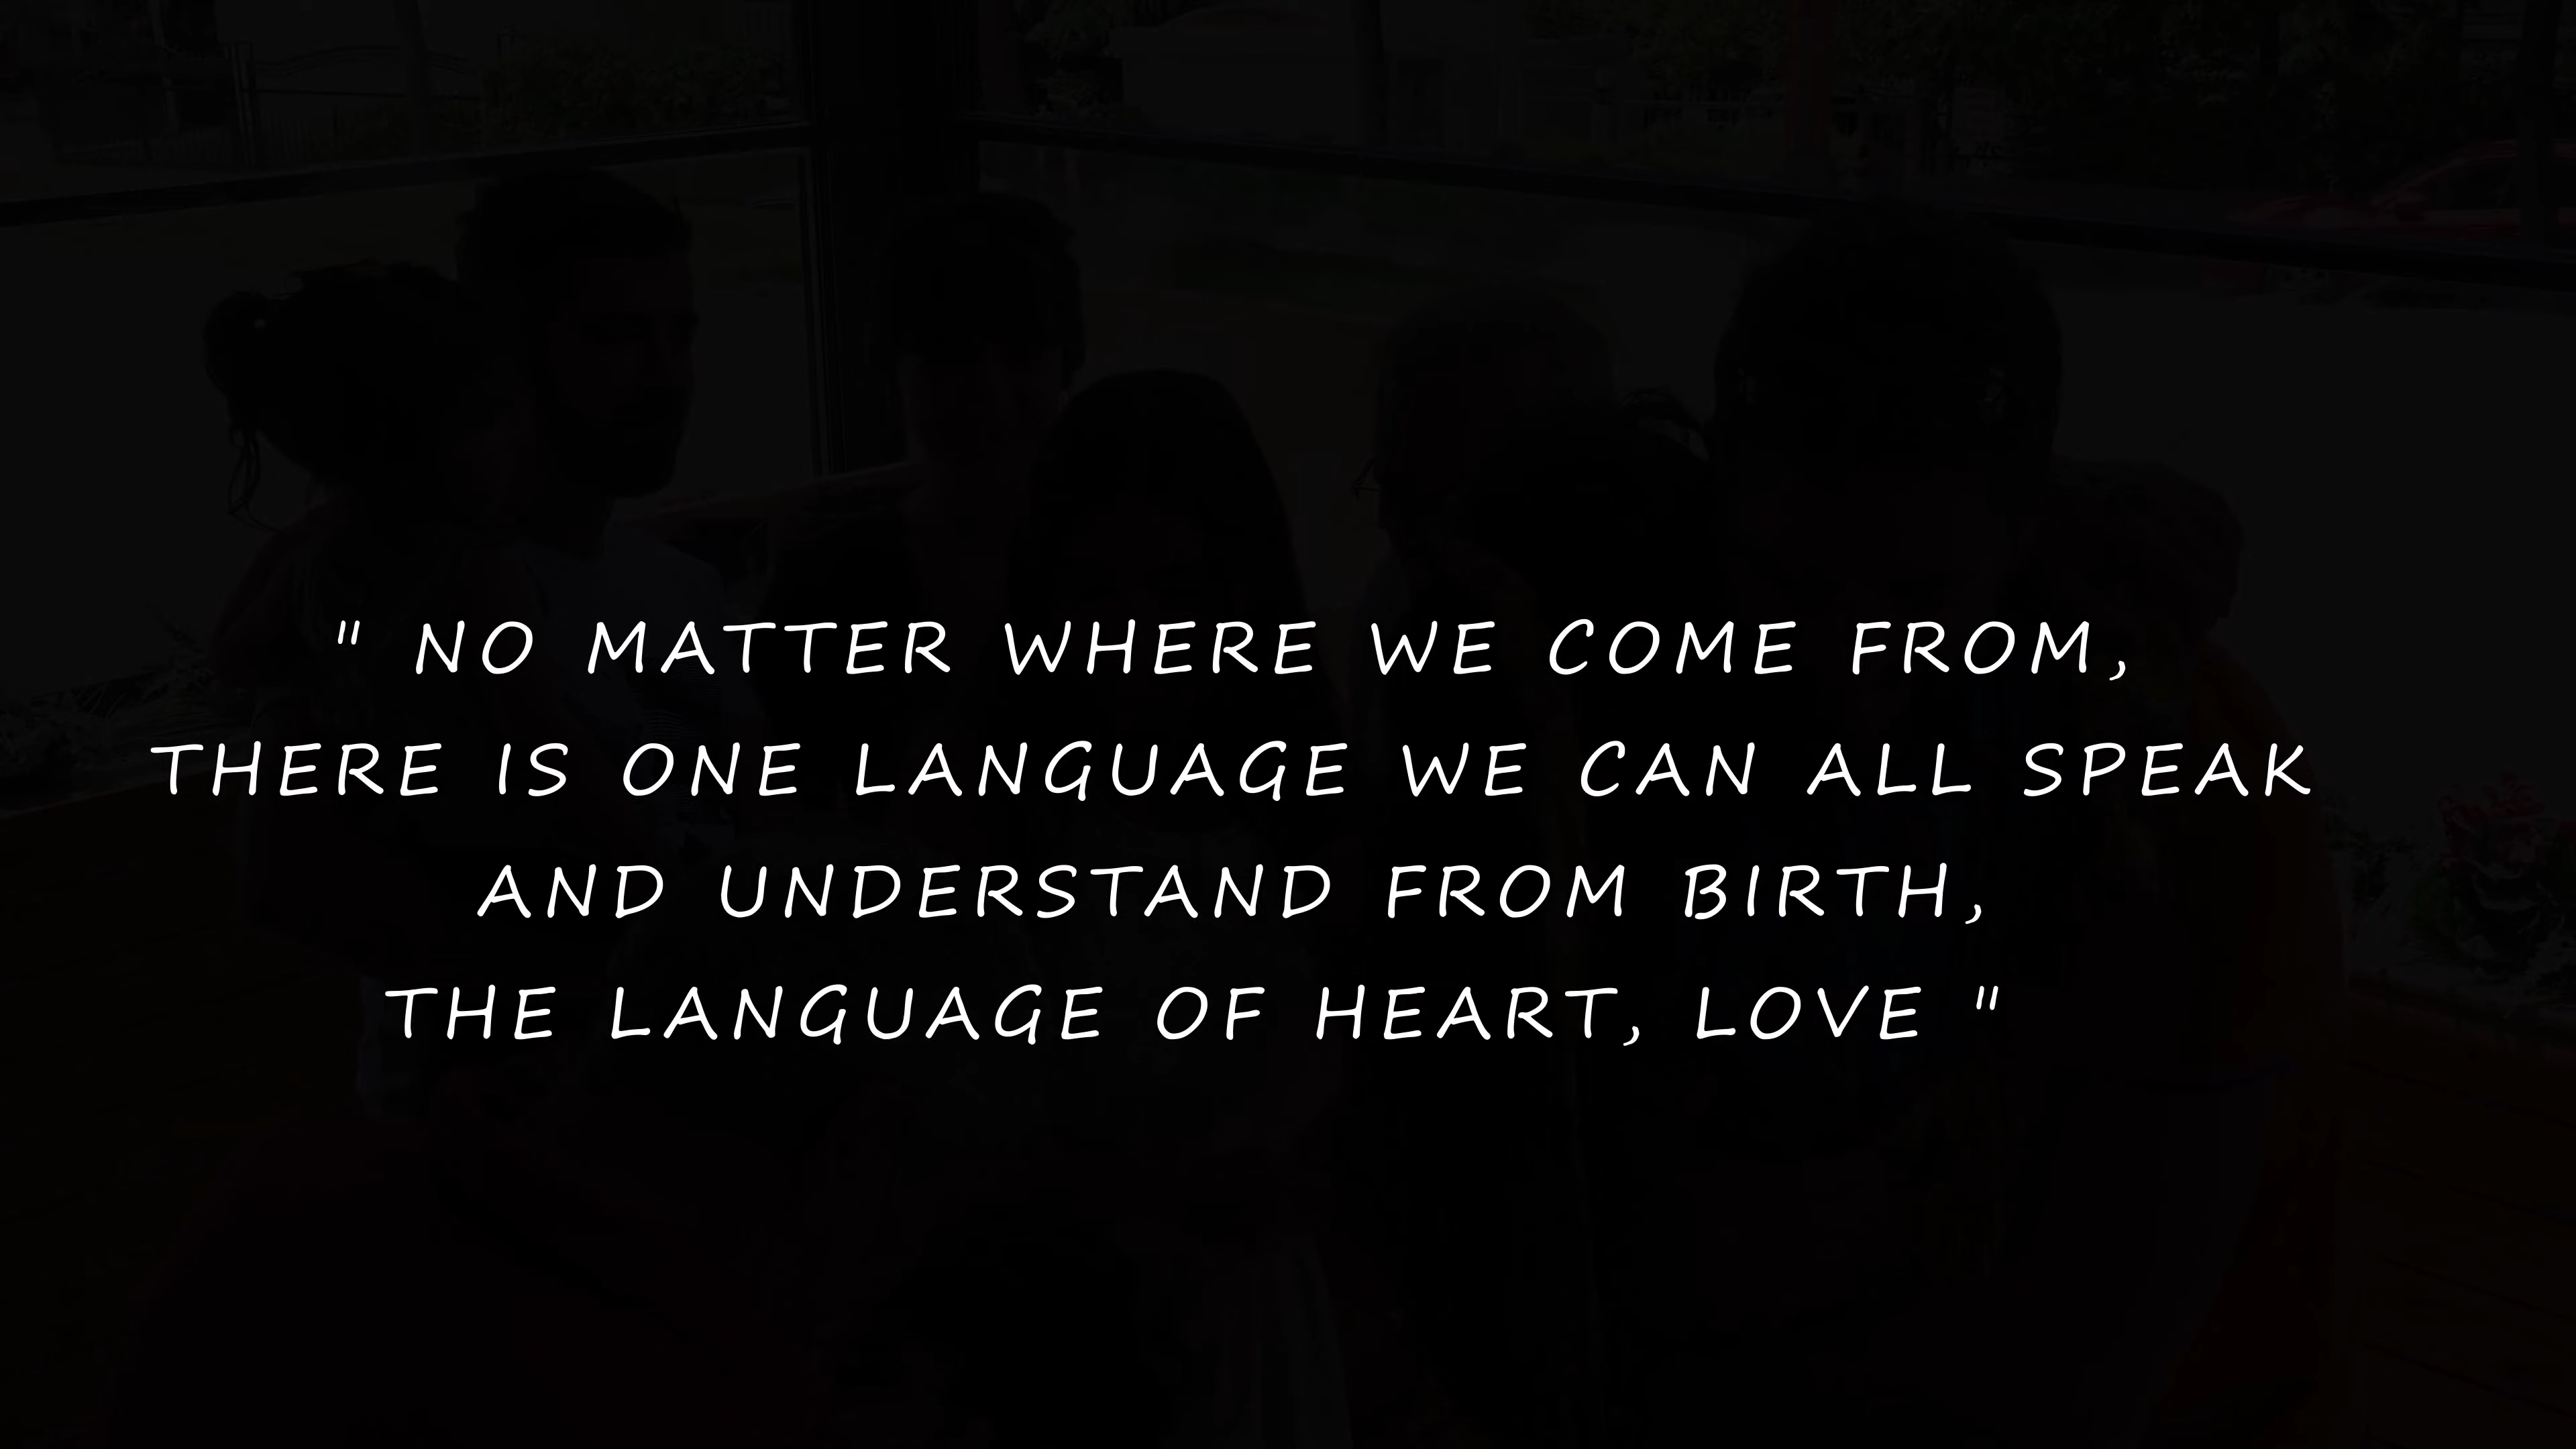 " NO MATTER WHERE WE COME FROM,
THERE IS ONE LANGUAGE WE CAN ALL SPEAK
AND UNDERSTAND FROM BIRTH,
THE LANGUAGE OF HEART, LOVE "